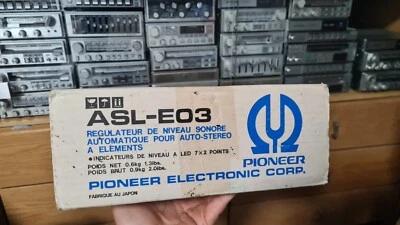 ASL-E03
REGULATEUR DE NIVEAU SONORE
AUTOMATIQUE POUR AUTO-STEREO
A ELEMENTS
●INDICATEURS DE NIVEAU A LED 7×2 POINTS
POIDS NET 0.6kg 1.3lbs.
POIDS BRUT 0.9kg 2.0lbs.
PIONEER
PIONEER ELECTRONIC CORP.
FABRIQUE AU JAPON